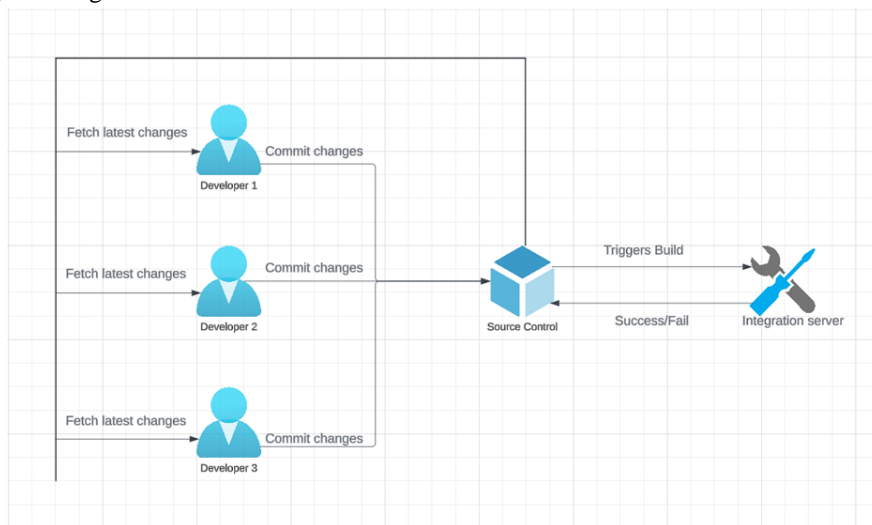 Fetch latest changes
Commit changes
Developer 1
Fetch latest changes
Commit changes
Developer 2
Triggers Build
Source Control
Success/Fail
Integration server
Fetch latest changes
Commit changes
Developer 3